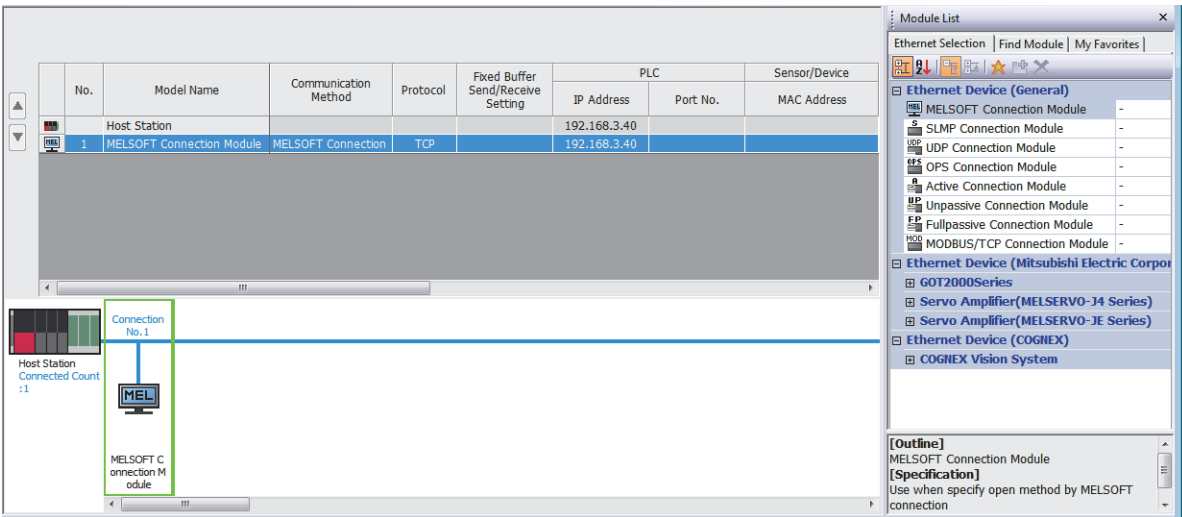 No.
Model Name
Communication
Method
Protocol
Fixed Buffer
Send/Receive
Setting
PLC
IP Address
Port No.
Sensor/Device
MAC Address
Host Station 192.168.3.40
1 MELSOFT Connection Module MELSOFT Connection TCP 192.168.3.40
Connection
No.1
Host Station
Connected Count
:1
MEL
MELSOFT C
onnection M
odule
Module List
Ethernet Selection Find Module My Favorites
Ethernet Device (General)
MELSOFT Connection Module -
SLMP Connection Module -
UDP Connection Module -
OPS Connection Module -
Active Connection Module -
Unpassive Connection Module -
Fullpassive Connection Module -
MODBUS/TCP Connection Module -
Ethernet Device (Mitsubishi Electric Corpor
GOT2000Series
Servo Amplifier(MELSERVO-J4 Series)
Servo Amplifier(MELSERVO-JE Series)
Ethernet Device (COGNEX)
COGNEX Vision System
[Outline]
MELSOFT Connection Module
[Specification]
Use when specify open method by MELSOFT
connection